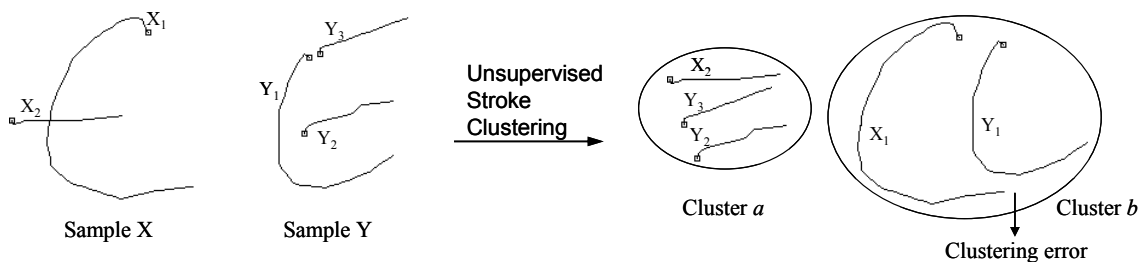 X1
X2
Sample X
Y3
Y1
Y2
Sample Y
Unsupervised
Stroke
Clustering
X2
Y3
Y2
Cluster a
X1
Y1
Cluster b
Clustering error